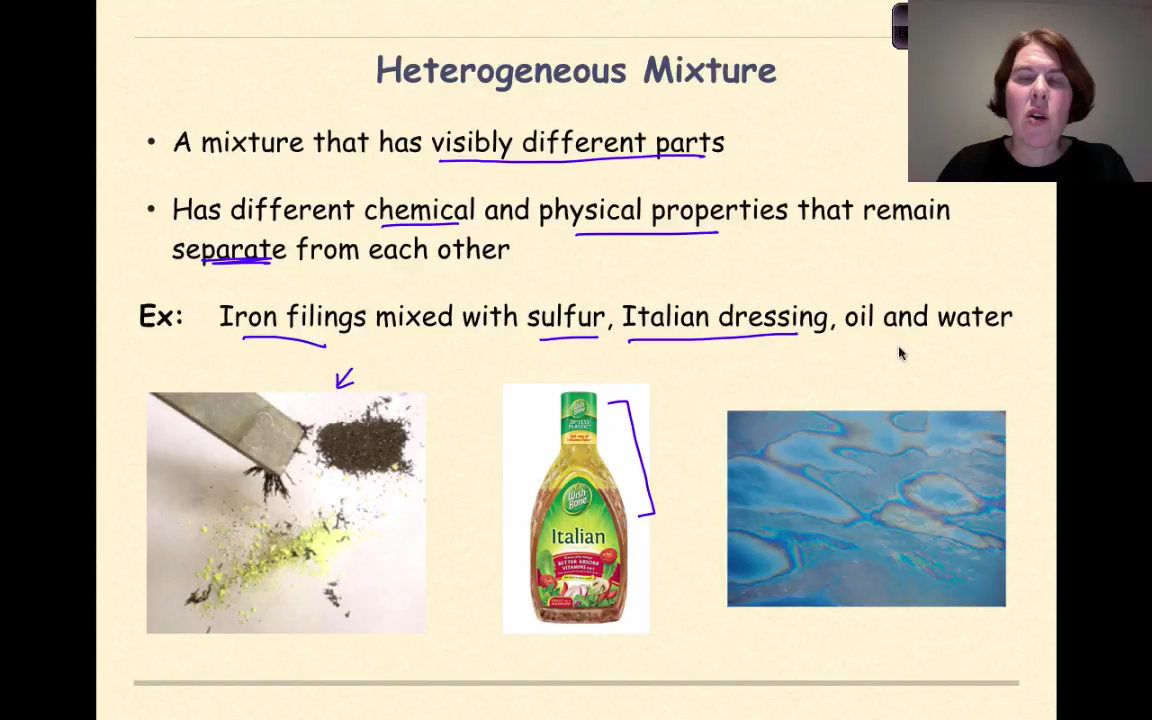 Heterogeneous Mixture
• A mixture that has visibly different parts
• Has different chemical and physical properties that remain
separate from each other
Ex: Iron filings mixed with sulfur, Italian dressing, oil and water
Wish-Bone
Italian